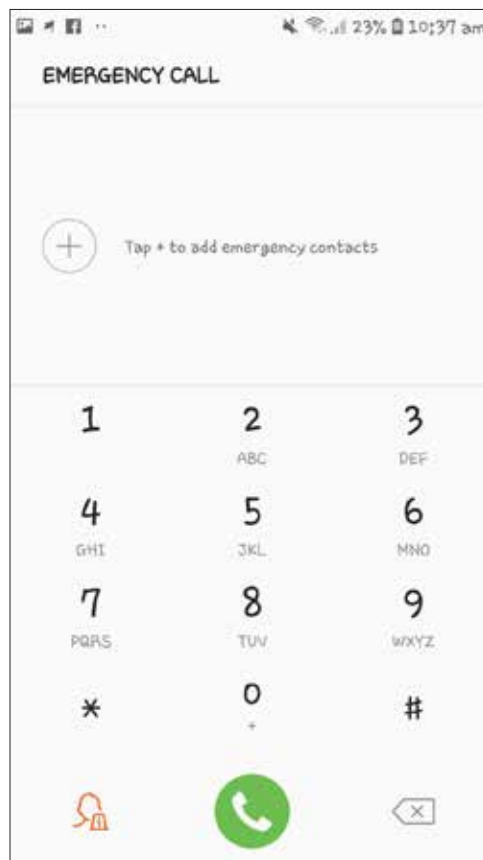 23% 10:37 am
EMERGENCY CALL
Tap + to add emergency contacts
1 2 3
ABC DEF
4 5 6
GHI JKL MNO
7 8 9
PQRS TUV WXYZ
* 0 #
+